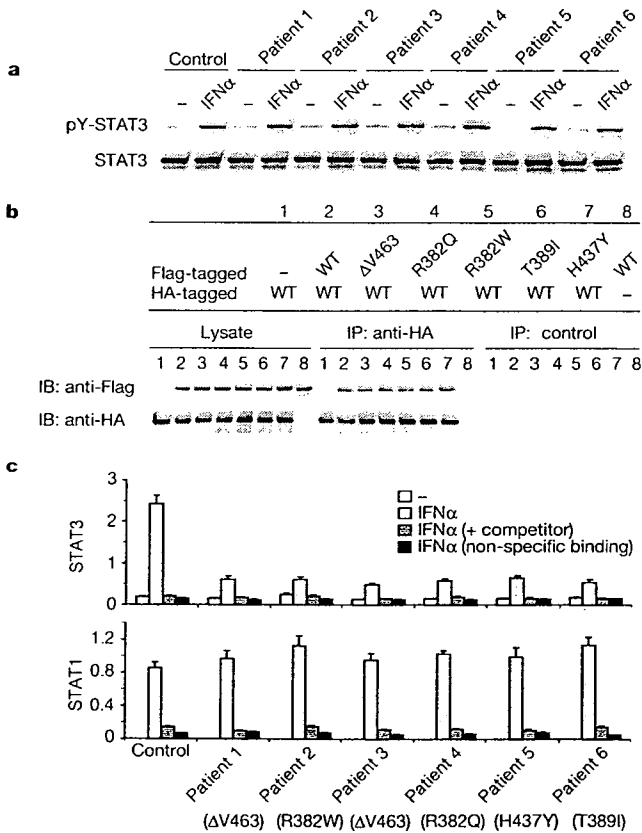 a
Control Patient 1 Patient 2 Patient 3 Patient 4 Patient 5 Patient 6
– IFNα – IFNα – IFNα – IFNα – IFNα – IFNα – IFNα
pY-STAT3
STAT3
b
1 2 3 4 5 6 7 8
Flag-tagged – WT ΔV463 R382Q R382W T389I H437Y WT
HA-tagged WT WT WT WT WT WT WT –
Lysate IP: anti-HA IP: control
1 2 3 4 5 6 7 8 1 2 3 4 5 6 7 8 1 2 3 4 5 6 7 8
IB: anti-Flag
IB: anti-HA
c
STAT3
3
2
1
0
–
IFNα
IFNα (+ competitor)
IFNα (non-specific binding)
STAT1
1.2
0.8
0.4
0
Control Patient 1 Patient 2 Patient 3 Patient 4 Patient 5 Patient 6
(ΔV463) (R382W) (ΔV463) (R382Q) (H437Y) (T389I)